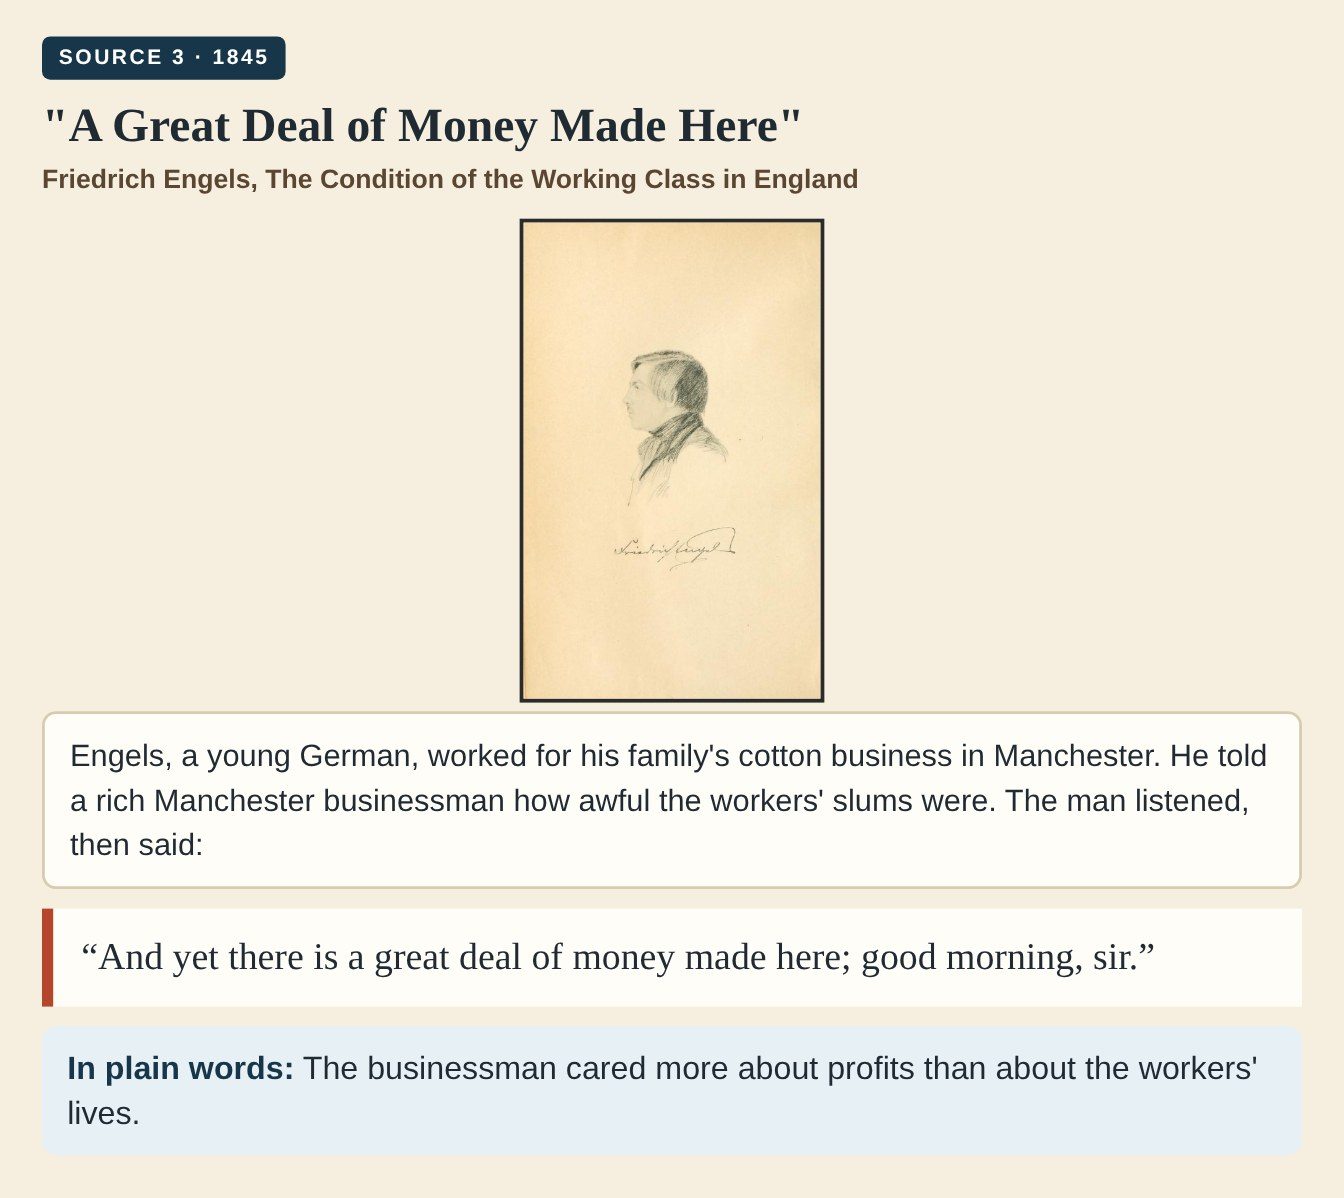 SOURCE 3 · 1845
"A Great Deal of Money Made Here"
Friedrich Engels, The Condition of the Working Class in England
Friedrich Engels
Engels, a young German, worked for his family's cotton business in Manchester. He told
a rich Manchester businessman how awful the workers' slums were. The man listened,
then said:
“And yet there is a great deal of money made here; good morning, sir.”
In plain words: The businessman cared more about profits than about the workers'
lives.